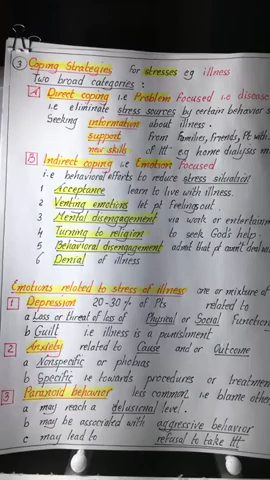 ③ Coping Strategies for stresses eg illness
Two broad categories:
A Direct coping i.e Problem Focused i.e disease
i.e eliminate stress sources by certain behavior
Seeking information about illness.
support from Families, Friends, Pt with
new skills of ttt eg home dialysis
B Indirect coping i.e Emotion Focused
i.e behavioral efforts to reduce stress situation
1 Acceptance learn to live with illness.
2 Venting emotions let pt feelings out.
3 Mental disengagement via work or entertain
4 Turning to religion to seek God's help.
5 Behavioral disengagement admit that pt can't deal
6 Denial of illness
Emotions related to stress of illness one or mixture of
1 Depression 20-30% of Pts related to
a Loss or threat of loss of Physical or Social Function
b Guilt i.e illness is a punishment
2 Anxiety related to Cause and/or Outcome
a Nonspecific or phobias
b Specific i.e towards procedures or treatment
3 Paranoid behavior less common i.e blame other
a may reach a delusional level.
b may be associated with aggressive behavior
c may lead to refusal to take ttt